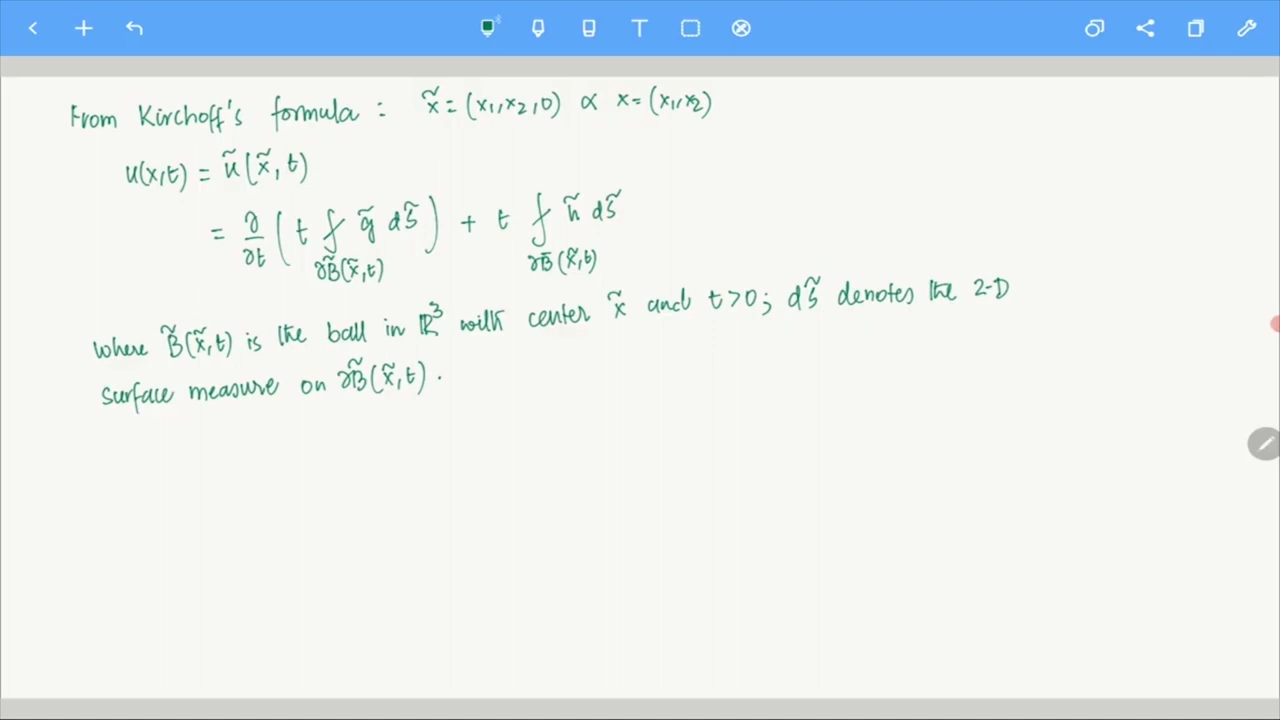 From Kirchoff's formula : x̃ = (x₁,x₂,0) & x = (x₁,x₂)
u(x,t) = ũ(x̃,t)
= ∂/∂t ( t ⨍_{∂B̃(x̃,t)} g̃ dS̃ ) + t ⨍_{∂B̃(x̃,t)} h̃ dS̃
where B̃(x̃,t) is the ball in ℝ³ with center x̃ and t>0; dS̃ denotes the 2-D
surface measure on ∂B̃(x̃,t).
T